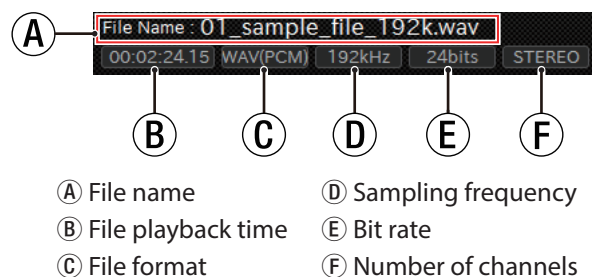 Ⓐ File Name : 01_sample_file_192k.wav
00:02:24.15 WAV(PCM) 192kHz 24bits STEREO
Ⓑ Ⓒ Ⓓ Ⓔ Ⓕ
Ⓐ File name
Ⓑ File playback time
Ⓒ File format
Ⓓ Sampling frequency
Ⓔ Bit rate
Ⓕ Number of channels